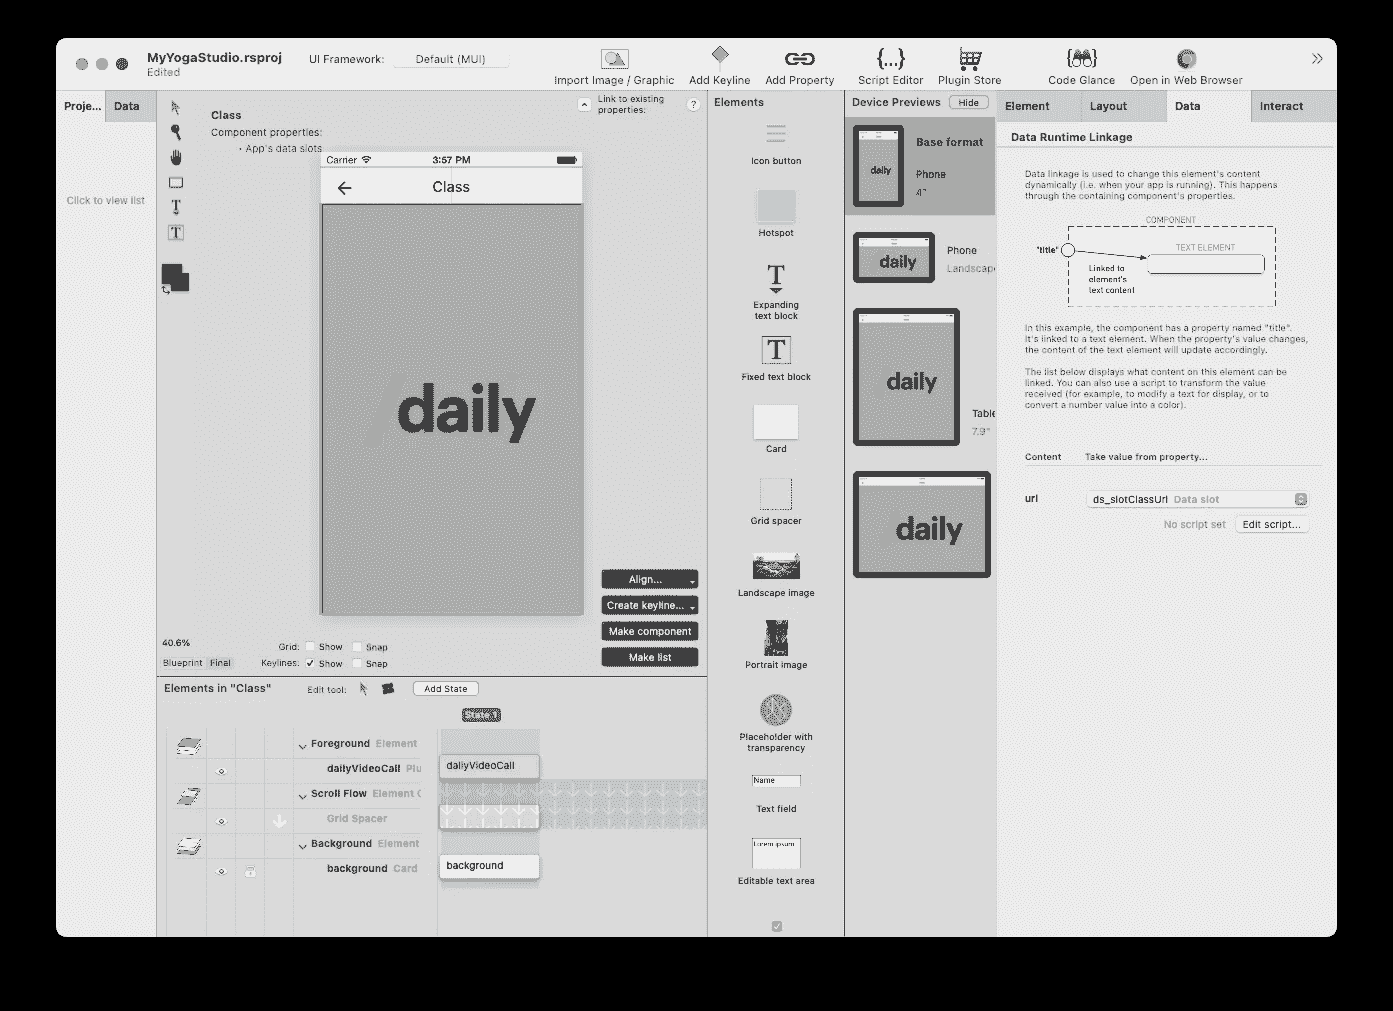 MyYogaStudio.rsproj
Edited
UI Framework:
Default (MUI)
Import Image / Graphic
Add Keyline
Add Property
Script Editor
Plugin Store
Code Glance
Open in Web Browser
Proje...
Data
Click to view list
Class
Component properties:
• App's data slots
Link to existing
properties:
?
Carrier
3:57 PM
Class
daily
Align...
Create keyline...
Make component
Make list
40.6%
Blueprint
Final
Grid:
Show
Snap
Keylines:
Show
Snap
Elements in "Class"
Edit tool:
Add State
State 1
Foreground Element
dailyVideoCall Plu
dailyVideoCall
Scroll Flow Element C
Grid Spacer
Background Element
background Card
background
Elements
Icon button
Hotspot
Expanding
text block
Fixed text block
Card
Grid spacer
Landscape image
Portrait image
Placeholder with
transparency
Name
Text field
Lorem ipsum
Editable text area
Device Previews
Hide
daily
Base format
Phone
4"
daily
Phone
Landscape
daily
Table
7.9"
daily
Element
Layout
Data
Interact
Data Runtime Linkage
Data linkage is used to change this element's content
dynamically (i.e. when your app is running). This happens
through the containing component's properties.
COMPONENT
"title"
TEXT ELEMENT
Linked to
element's
text content
In this example, the component has a property named "title".
It's linked to a text element. When the property's value changes,
the content of the text element will update accordingly.
The list below displays what content on this element can be
linked. You can also use a script to transform the value
received (for example, to modify a text for display, or to
convert a number value into a color).
Content
Take value from property...
url
ds_slotClassUrl Data slot
No script set
Edit script...